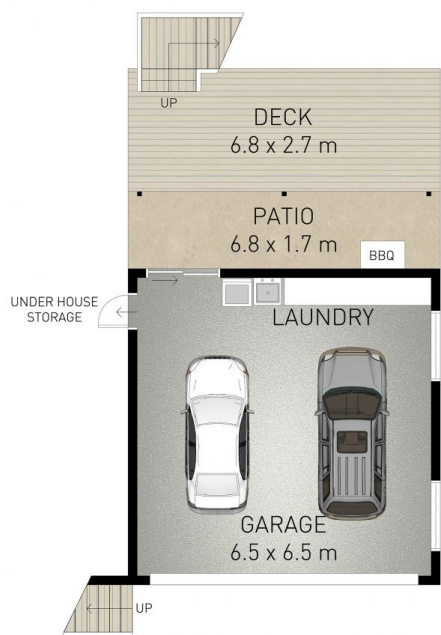 UP
DECK
6.8 x 2.7 m
PATIO
6.8 x 1.7 m
BBQ
UNDER HOUSE
STORAGE
LAUNDRY
GARAGE
6.5 x 6.5 m
UP